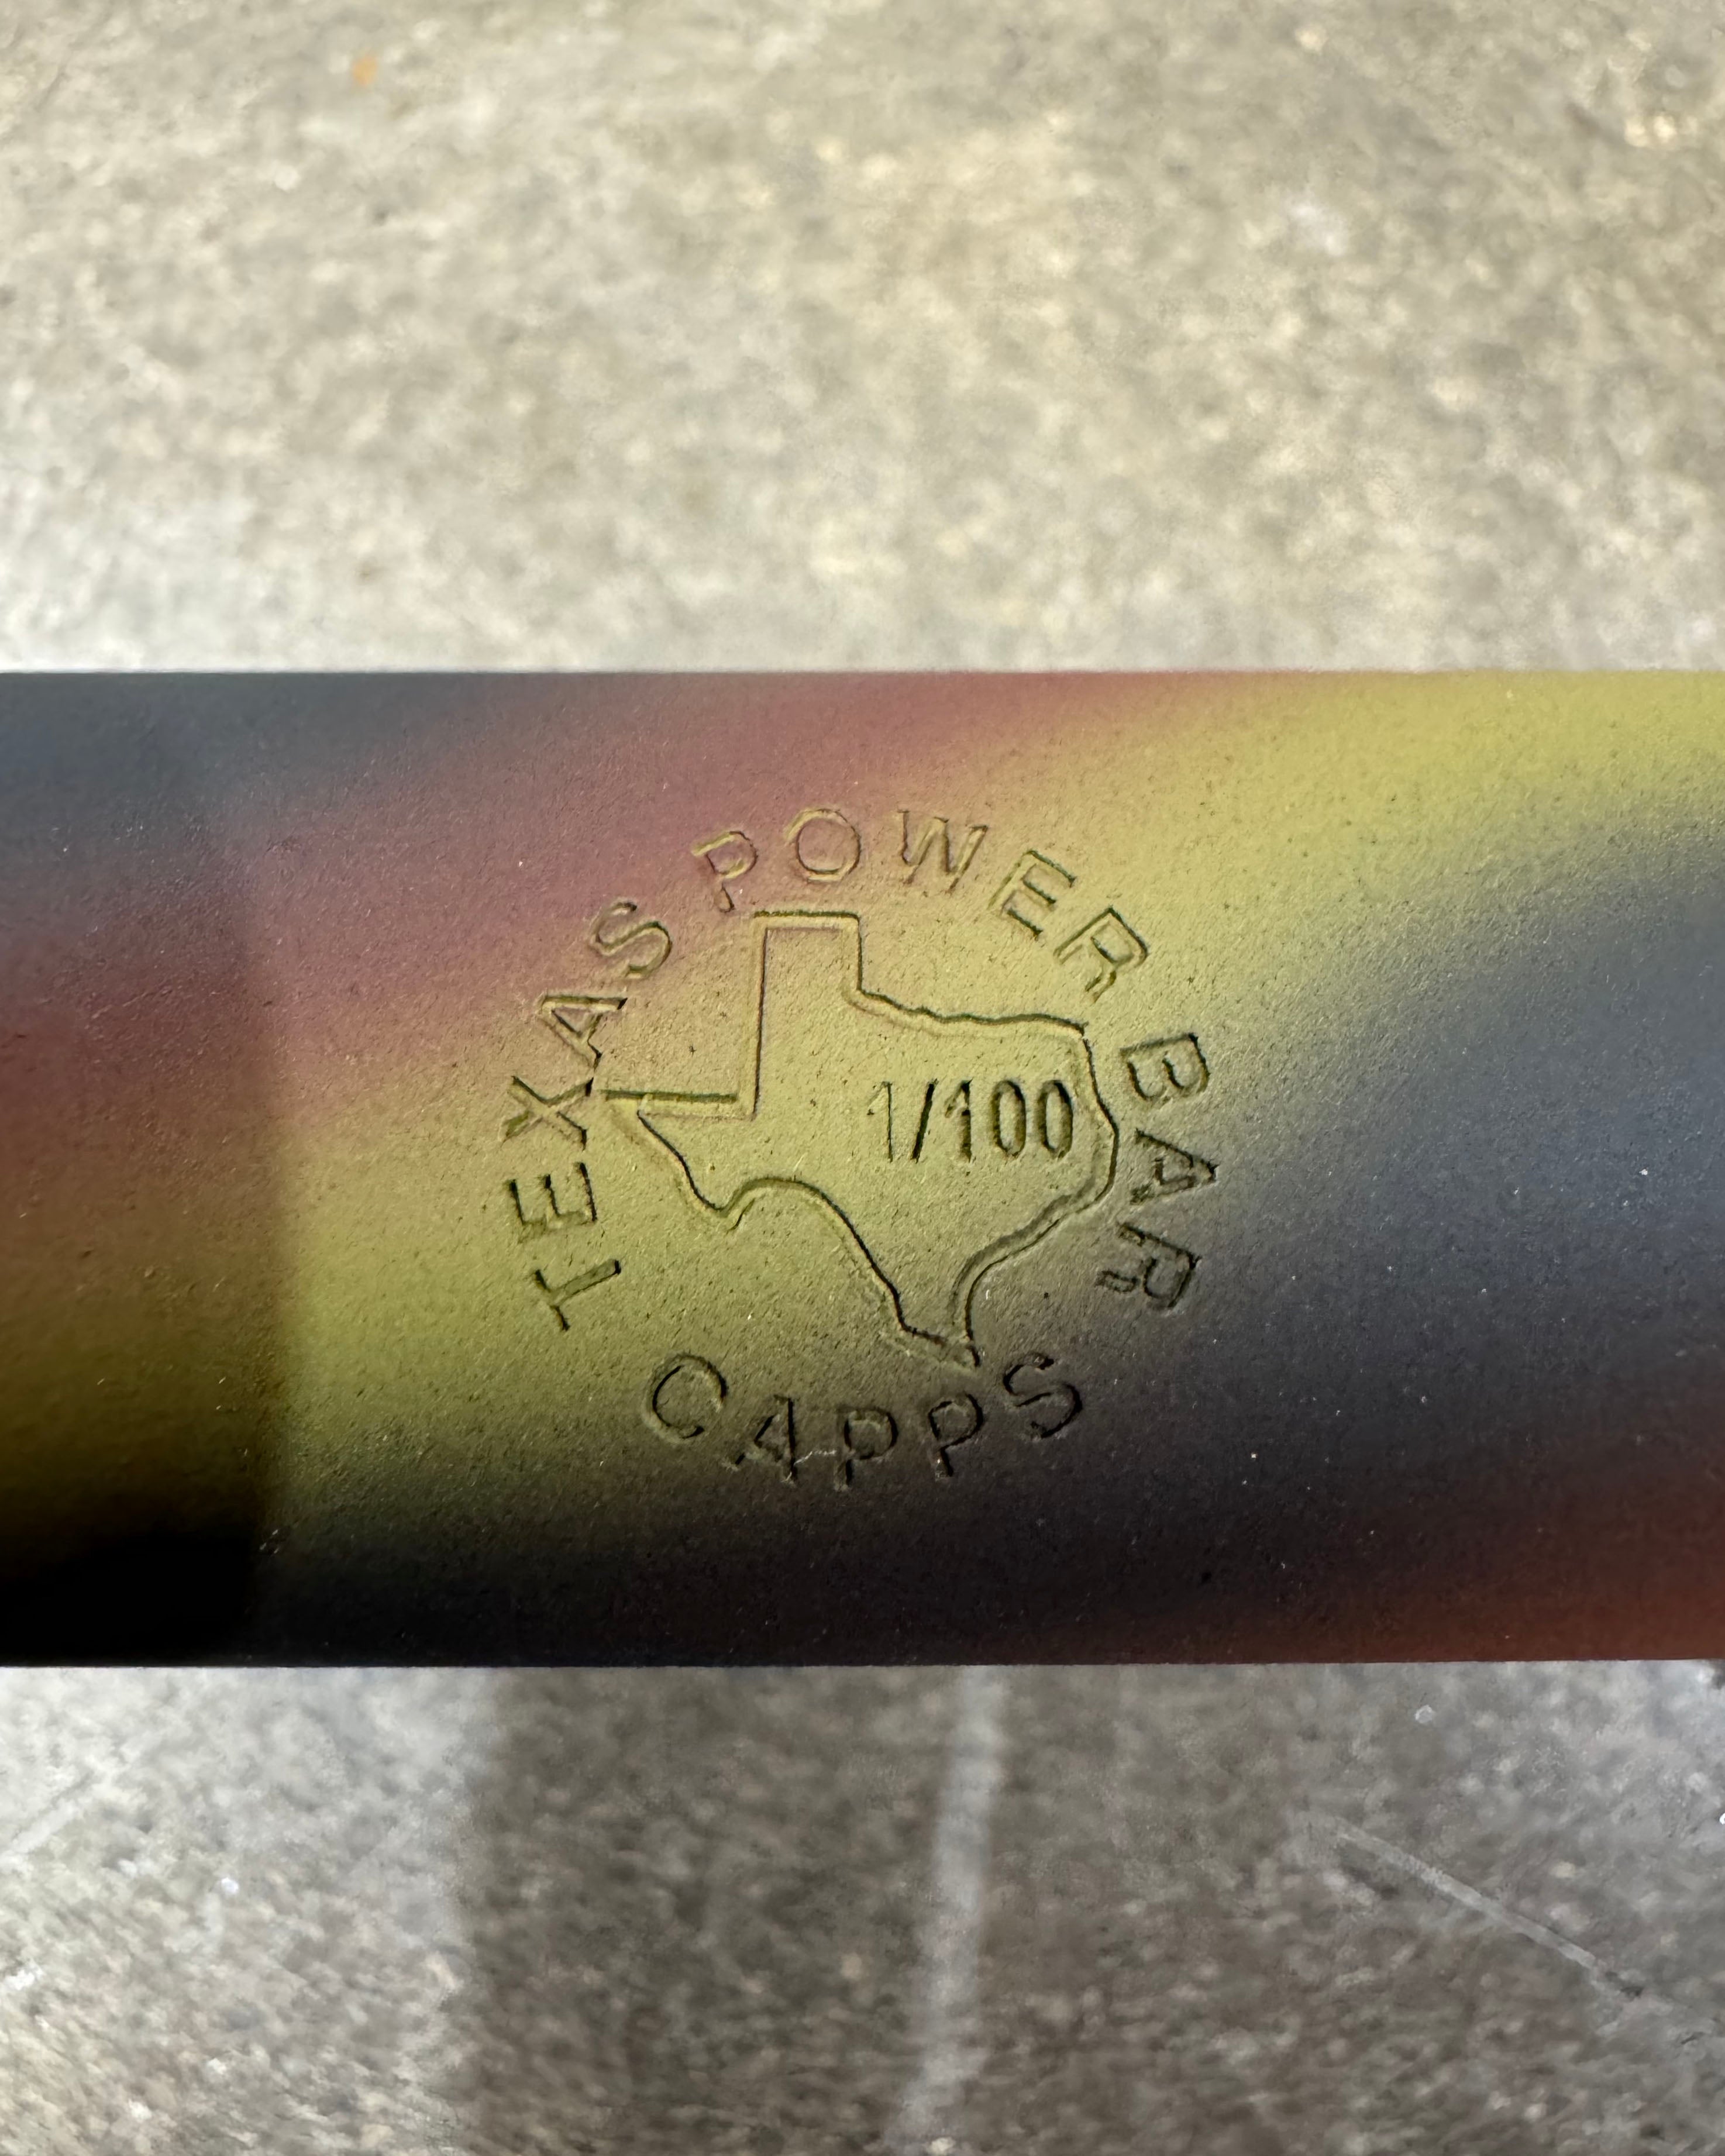 TEXAS POWER BAR
1/100
CAPPS